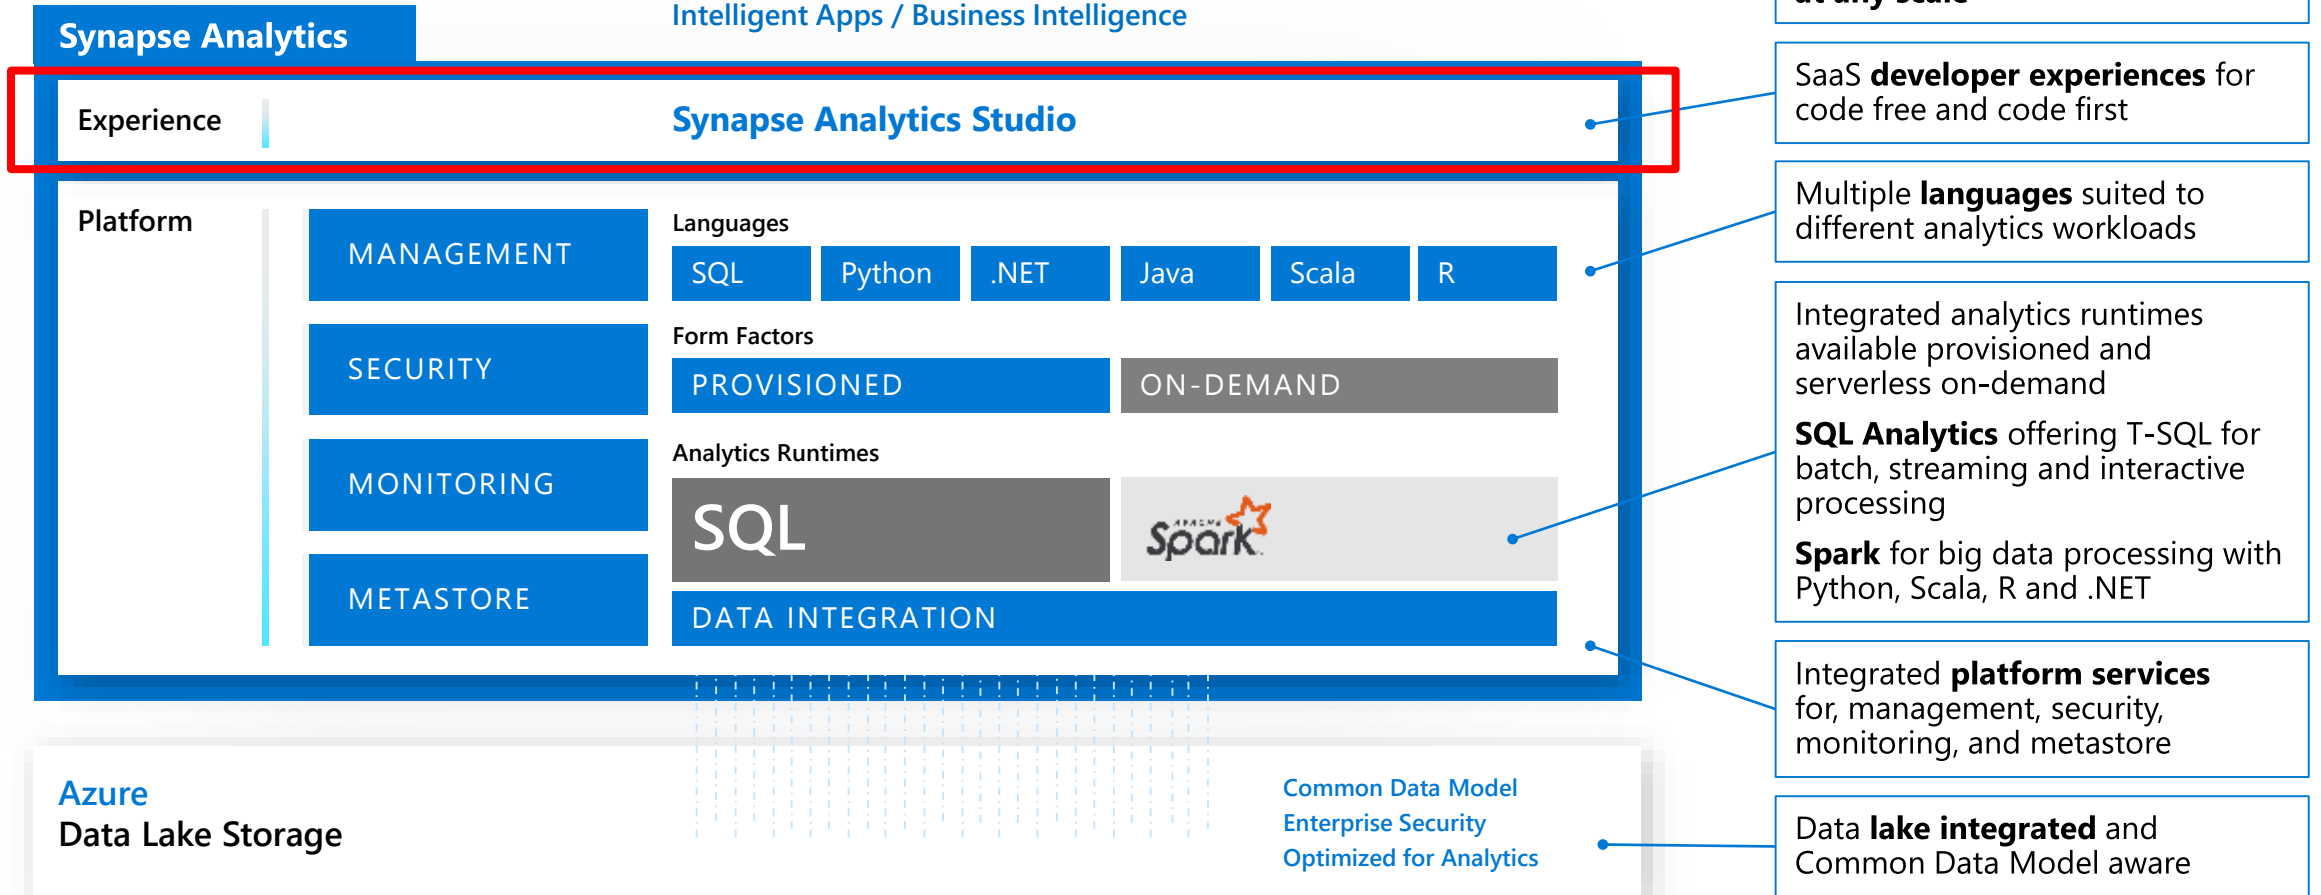 Intelligent Apps / Business Intelligence
Synapse Analytics
Experience
Synapse Analytics Studio
Platform
MANAGEMENT
SECURITY
MONITORING
METASTORE
Languages
SQL
Python
.NET
Java
Scala
R
Form Factors
PROVISIONED
ON-DEMAND
Analytics Runtimes
SQL
APACHE
Spark
DATA INTEGRATION
Azure
Data Lake Storage
Common Data Model
Enterprise Security
Optimized for Analytics
at any scale
SaaS developer experiences for
code free and code first
Multiple languages suited to
different analytics workloads
Integrated analytics runtimes
available provisioned and
serverless on-demand
SQL Analytics offering T-SQL for
batch, streaming and interactive
processing
Spark for big data processing with
Python, Scala, R and .NET
Integrated platform services
for, management, security,
monitoring, and metastore
Data lake integrated and
Common Data Model aware